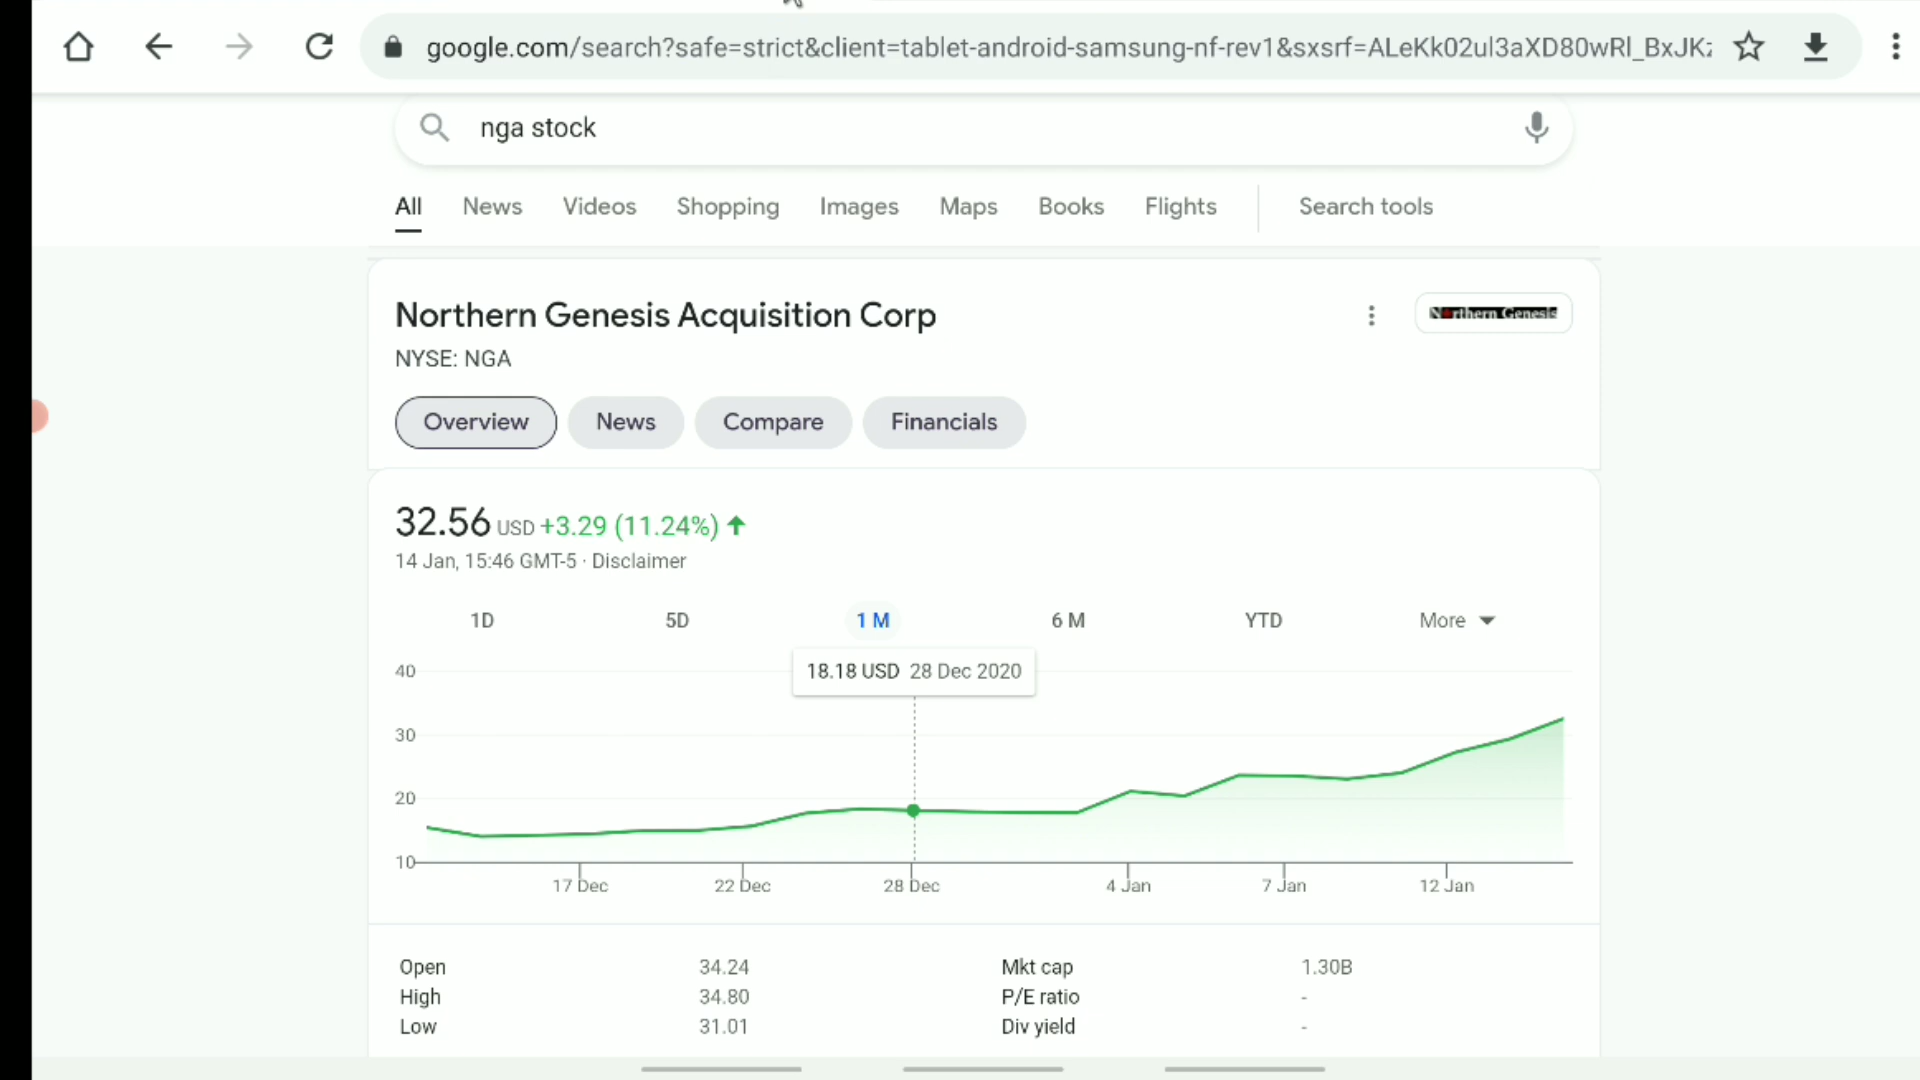 google.com/search?safe=strict&client=tablet-android-samsung-nf-rev1&sxsrf=ALeKk02ul3aXD80wRl_BxJKz
nga stock
All News Videos Shopping Images Maps Books Flights Search tools
Northern Genesis Acquisition Corp
Northern Genesis
NYSE: NGA
Overview News Compare Financials
32.56 USD +3.29 (11.24%)
14 Jan, 15:46 GMT-5 · Disclaimer
1D 5D 1 M 6 M YTD More
18.18 USD 28 Dec 2020
40
30
20
10
17 Dec 22 Dec 28 Dec 4 Jan 7 Jan 12 Jan
Open 34.24 Mkt cap 1.30B
High 34.80 P/E ratio -
Low 31.01 Div yield -